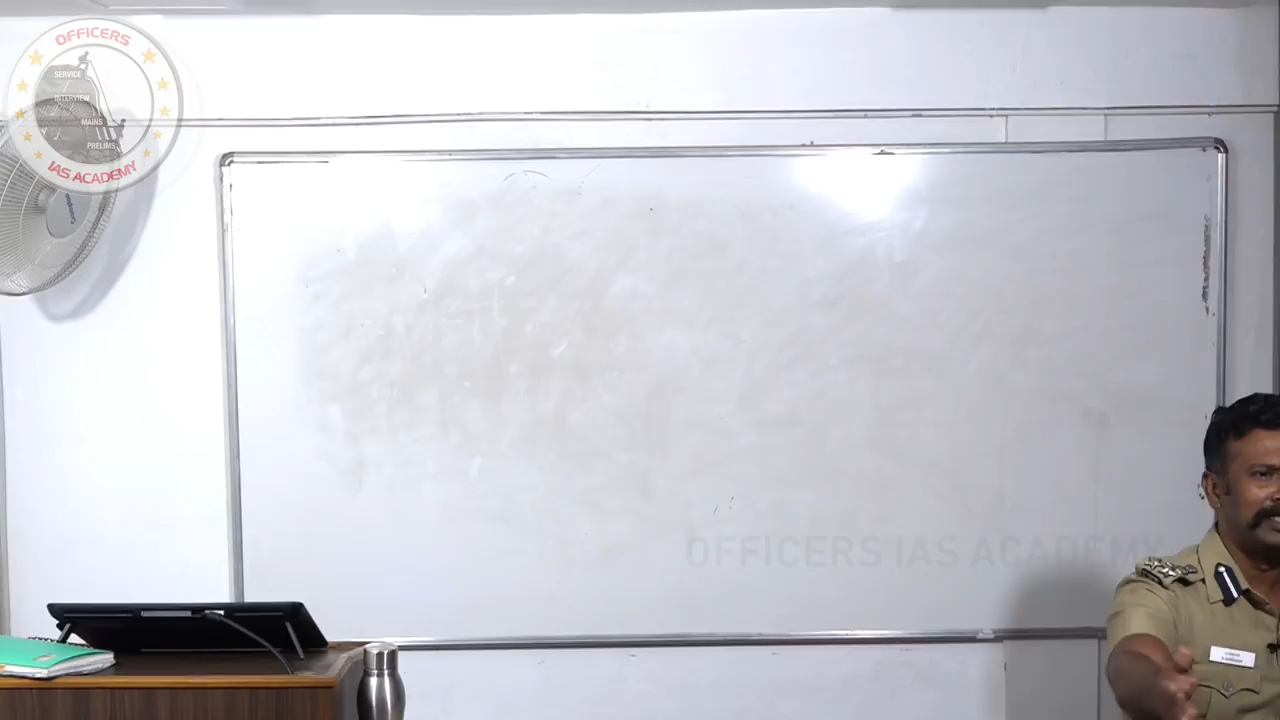 OFFICERS
SERVICE
INTERVIEW
MAINS
PRELIMS
IAS ACADEMY
OFFICERS IAS ACADEMY